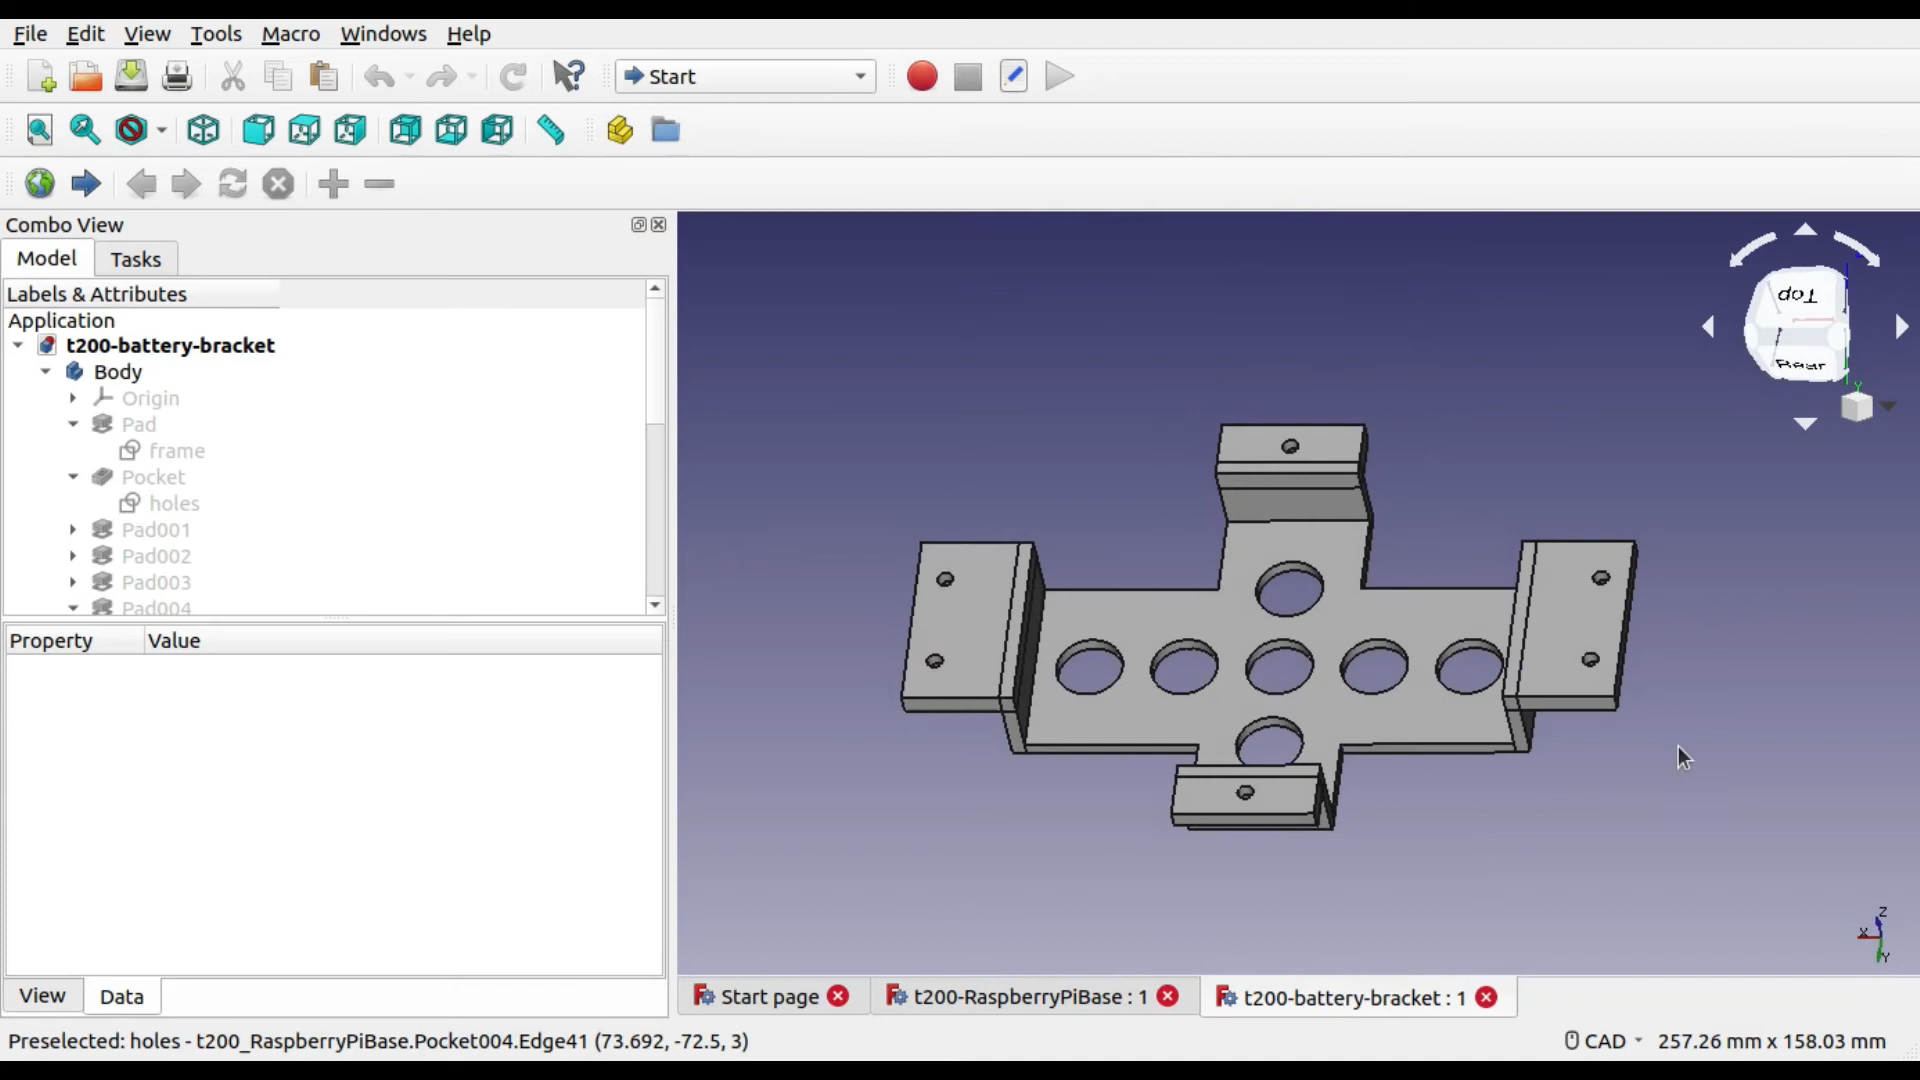 File Edit View Tools Macro Windows Help
Start
Combo View
Model Tasks
Labels & Attributes
Application
t200-battery-bracket
Body
Origin
Pad
frame
Pocket
holes
Pad001
Pad002
Pad003
Pad004
Property Value
View Data
Top
Rear
Y
Z
X
Y
Start page t200-RaspberryPiBase : 1 t200-battery-bracket : 1
Preselected: holes - t200_RaspberryPiBase.Pocket004.Edge41 (73.692, -72.5, 3) CAD 257.26 mm x 158.03 mm